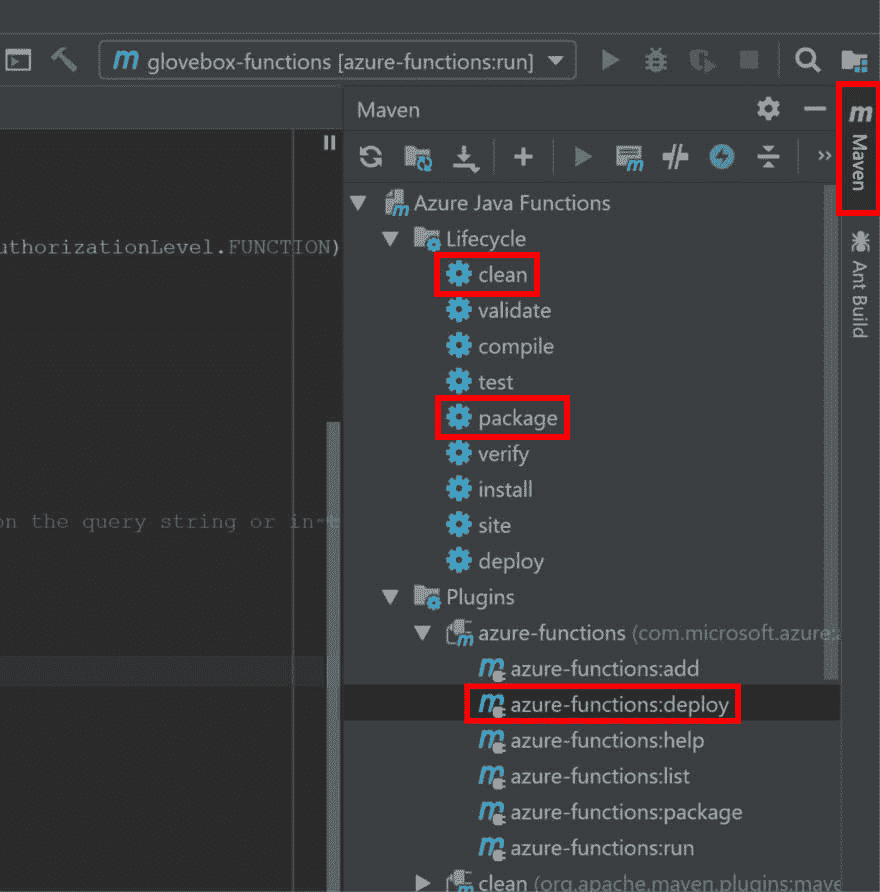 glovebox-functions [azure-functions:run]
Maven
Maven
Azure Java Functions
Lifecycle
uthorizationLevel.FUNCTION)
clean
Ant Build
validate
compile
test
package
verify
install
on the query string or in t
site
deploy
Plugins
azure-functions (com.microsoft.azure:a
azure-functions:add
azure-functions:deploy
azure-functions:help
azure-functions:list
azure-functions:package
azure-functions:run
clean (org.apache.maven.plugins:mave